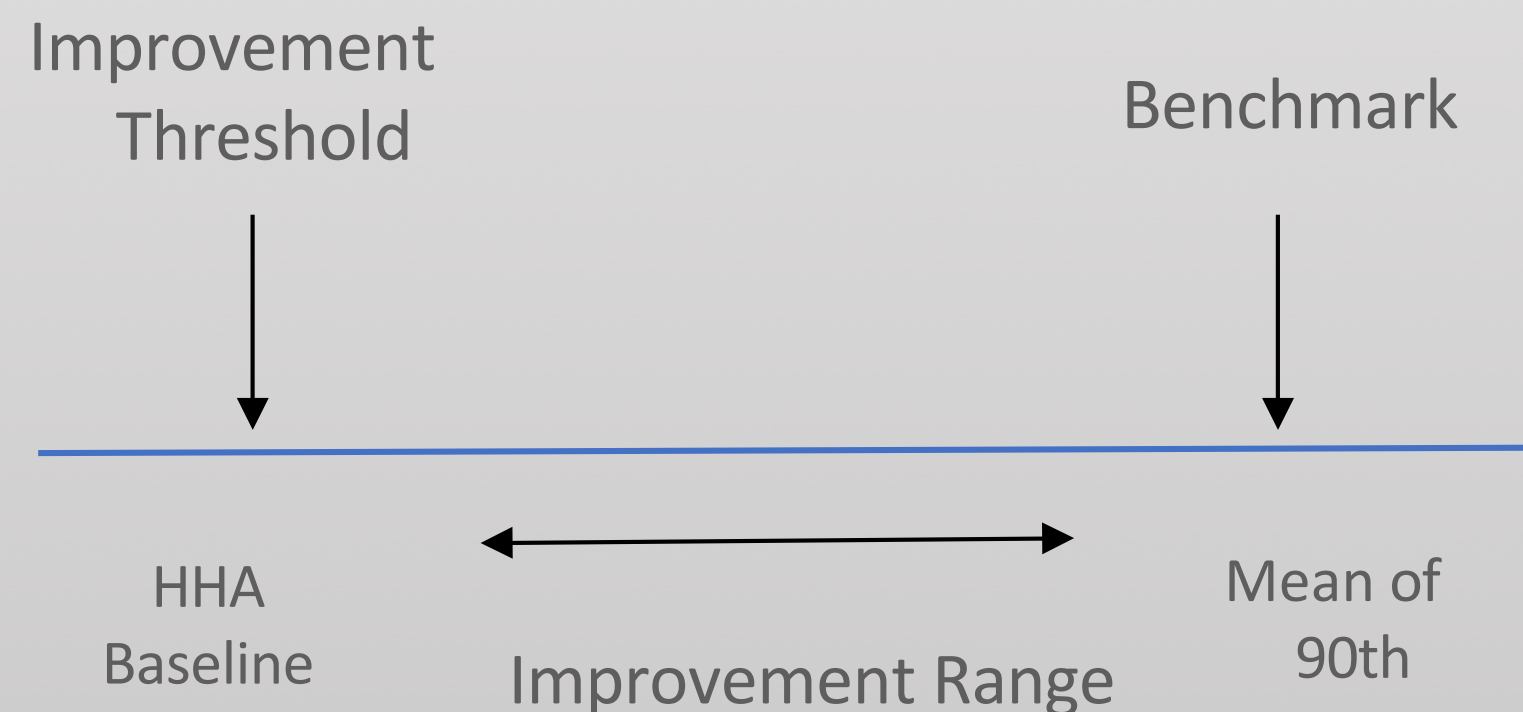 Improvement
Threshold
Benchmark
HHA
Baseline
Improvement Range
Mean of
90th